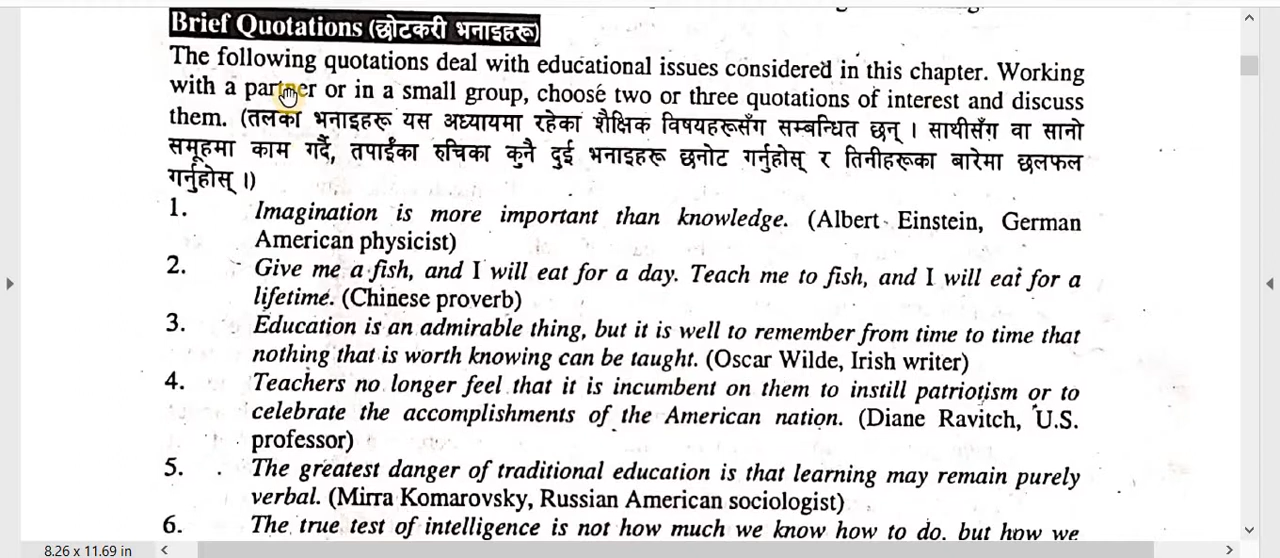 Brief Quotations (छोटकरी भनाइहरू)
The following quotations deal with educational issues considered in this chapter. Working
with a partner or in a small group, choose two or three quotations of interest and discuss
them. (तलका भनाइहरू यस अध्यायमा रहेका शैक्षिक विषयहरूसँग सम्बन्धित छन् । साथीसँग वा सानो
समूहमा काम गर्दै, तपाईंका रुचिका कुनै दुई भनाइहरू छनोट गर्नुहोस् र तिनीहरूका बारेमा छलफल
गर्नुहोस् ।)
1. Imagination is more important than knowledge. (Albert Einstein, German
American physicist)
2. Give me a fish, and I will eat for a day. Teach me to fish, and I will eat for a
lifetime. (Chinese proverb)
3. Education is an admirable thing, but it is well to remember from time to time that
nothing that is worth knowing can be taught. (Oscar Wilde, Irish writer)
4. Teachers no longer feel that it is incumbent on them to instill patriotism or to
celebrate the accomplishments of the American nation. (Diane Ravitch, U.S.
professor)
5. The greatest danger of traditional education is that learning may remain purely
verbal. (Mirra Komarovsky, Russian American sociologist)
6. The true test of intelligence is not how much we know how to do, but how we
8.26 x 11.69 in